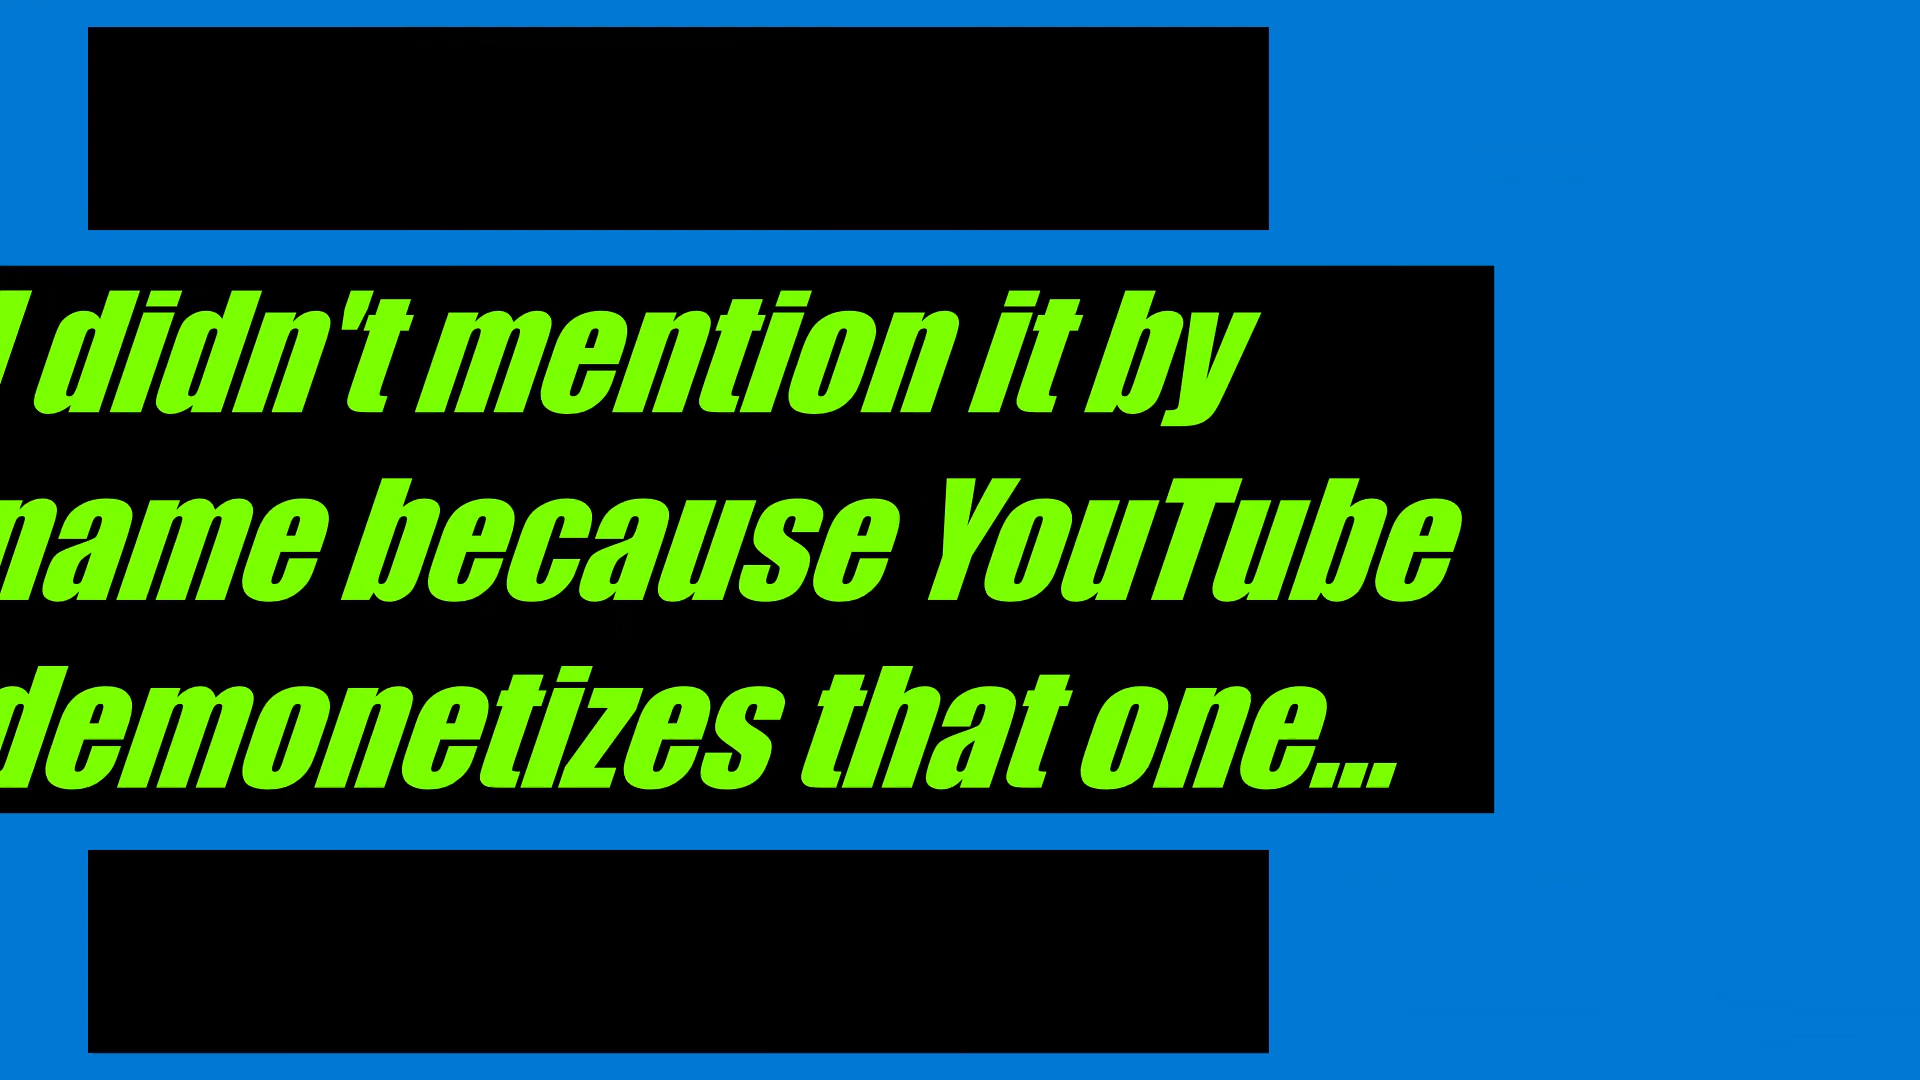 I didn't mention it by
name because YouTube
demonetizes that one...